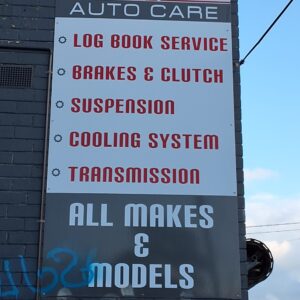 AUTO CARE
LOG BOOK SERVICE
BRAKES & CLUTCH
SUSPENSION
COOLING SYSTEM
TRANSMISSION
ALL MAKES
&
MODELS